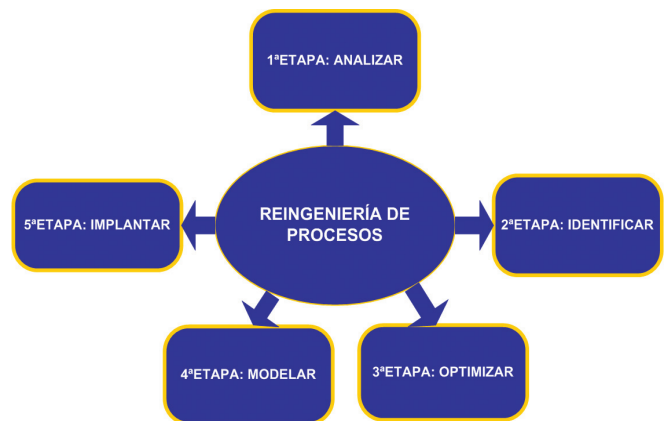 1ªETAPA: ANALIZAR
REINGENIERÍA DE
PROCESOS
2ªETAPA: IDENTIFICAR
3ªETAPA: OPTIMIZAR
4ªETAPA: MODELAR
5ªETAPA: IMPLANTAR